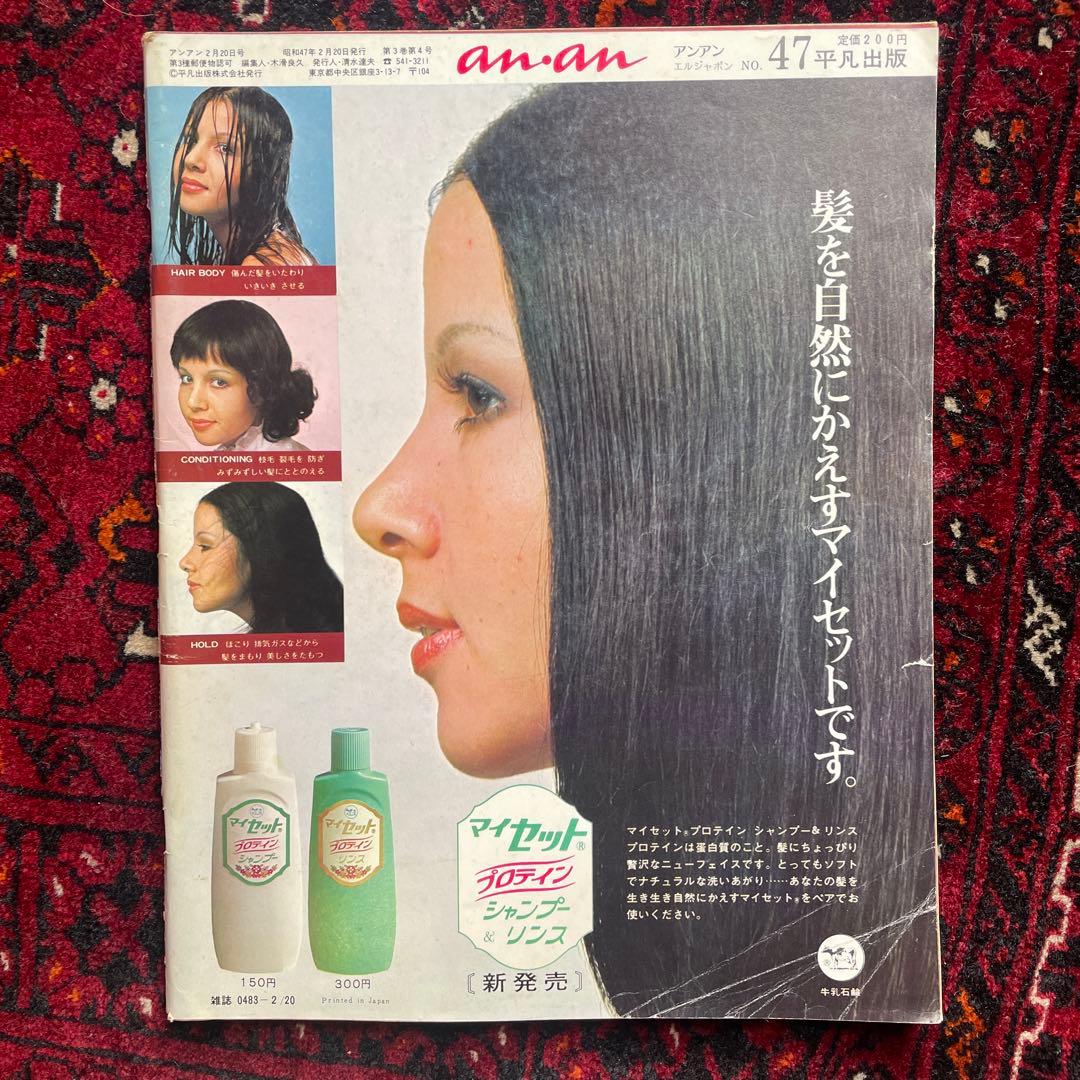 アンアン2月20日号 昭和47年2月20日発行 第3巻第4号
第3種郵便物認可 編集人・木滑良久 発行人・清水達夫 ☎ 541-3211
©平凡出版株式会社発行 東京都中央区銀座3-13-7 〒104
an・an
アンアン
エルジャポン NO. 47
定価200円
平凡出版
HAIR BODY 傷んだ髪をいたわり
いきいき させる
CONDITIONING 枝毛 裂毛を 防ぎ
みずみずしい髪にととのえる
HOLD ほこり 排気ガスなどから
髪をまもり 美しさをたもつ
髪を自然にかえすマイセットです。
マイセット®
プロテイン
シャンプー
マイセット®
プロテイン
リンス
150円
300円
雑誌 0483-2/20
Printed in Japan
マイセット®
プロテイン
シャンプー
& リンス
〔新発売〕
マイセット®プロテイン シャンプー&リンス
プロテインは蛋白質のこと。髪にちょっぴり
贅沢なニューフェイスです。とってもソフト
でナチュラルな洗いあがり……あなたの髪を
生き生き自然にかえすマイセット®をペアでお
使いください。
牛乳石鹸